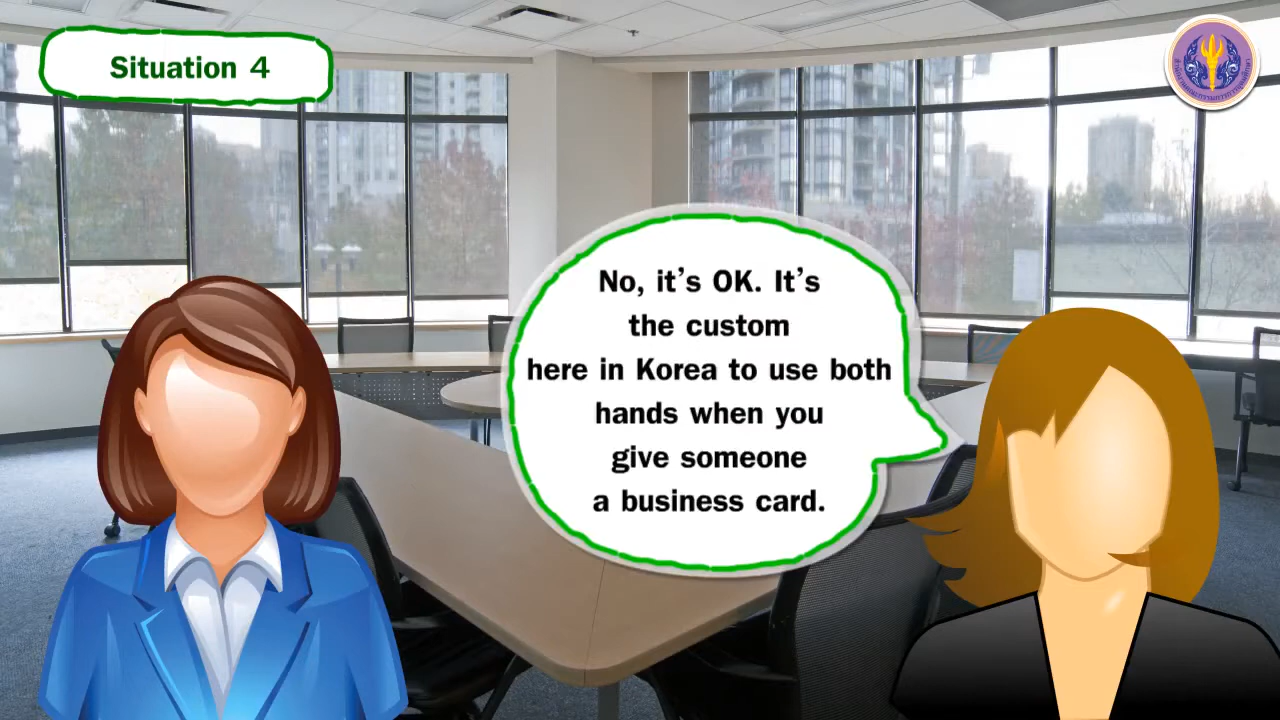 Situation 4
No, it's OK. It's
the custom
here in Korea to use both
hands when you
give someone
a business card.